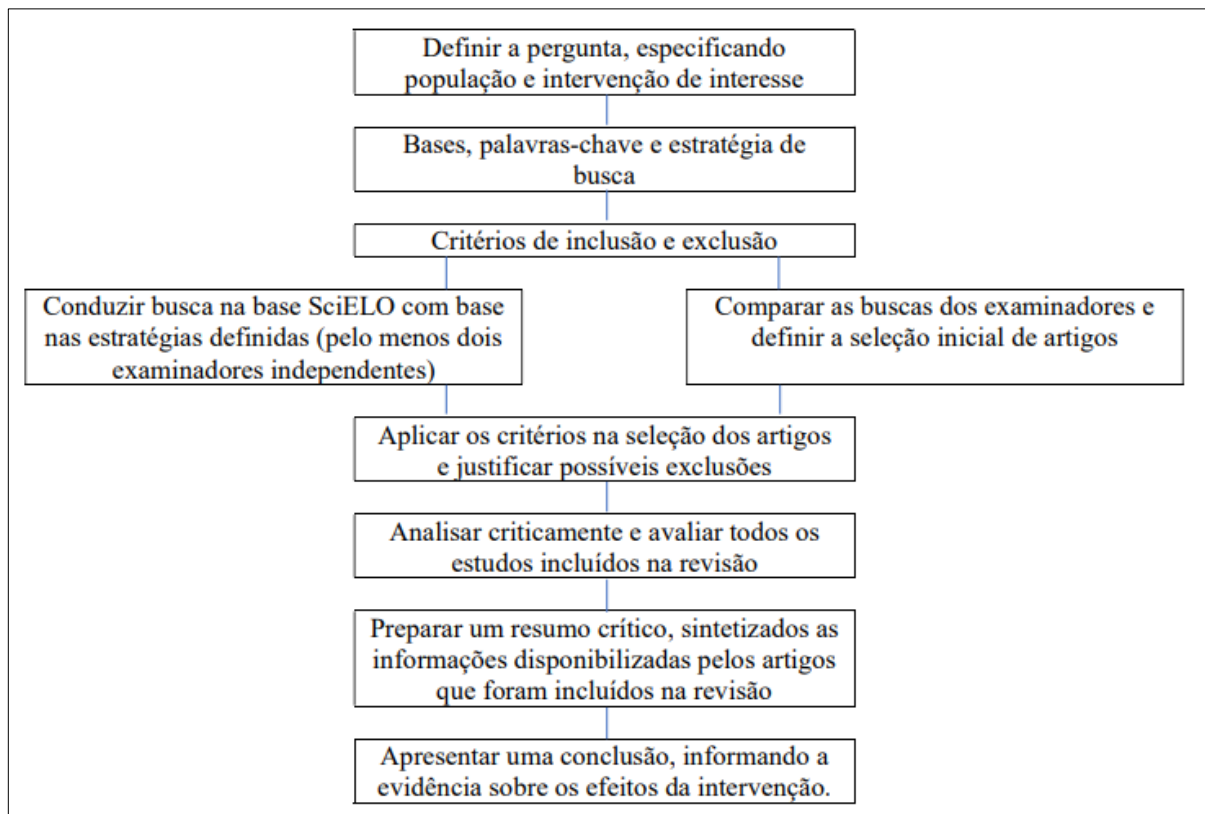 Definir a pergunta, especificando
população e intervenção de interesse
Bases, palavras-chave e estratégia de
busca
Critérios de inclusão e exclusão
Conduzir busca na base SciELO com base
nas estratégias definidas (pelo menos dois
examinadores independentes)
Comparar as buscas dos examinadores e
definir a seleção inicial de artigos
Aplicar os critérios na seleção dos artigos
e justificar possíveis exclusões
Analisar criticamente e avaliar todos os
estudos incluídos na revisão
Preparar um resumo crítico, sintetizados as
informações disponibilizadas pelos artigos
que foram incluídos na revisão
Apresentar uma conclusão, informando a
evidência sobre os efeitos da intervenção.